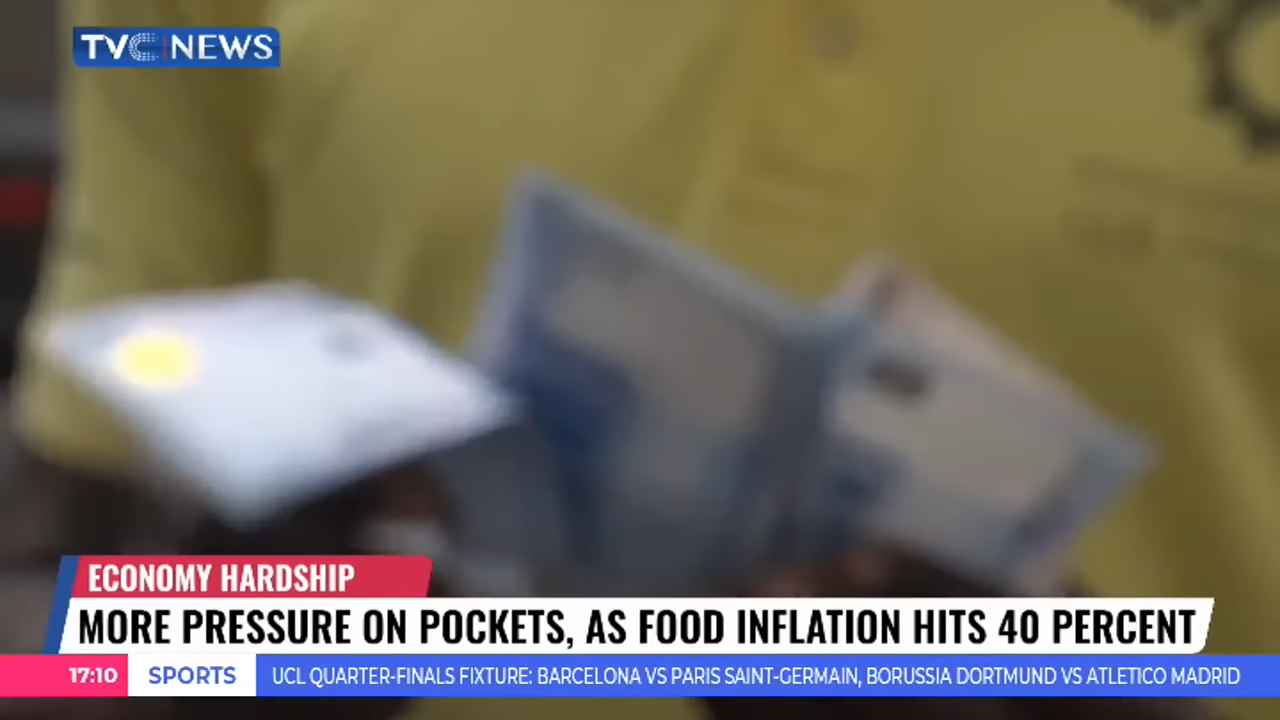 TVC NEWS
ECONOMY HARDSHIP
MORE PRESSURE ON POCKETS, AS FOOD INFLATION HITS 40 PERCENT
17:10 SPORTS UCL QUARTER-FINALS FIXTURE: BARCELONA VS PARIS SAINT-GERMAIN, BORUSSIA DORTMUND VS ATLETICO MADRID